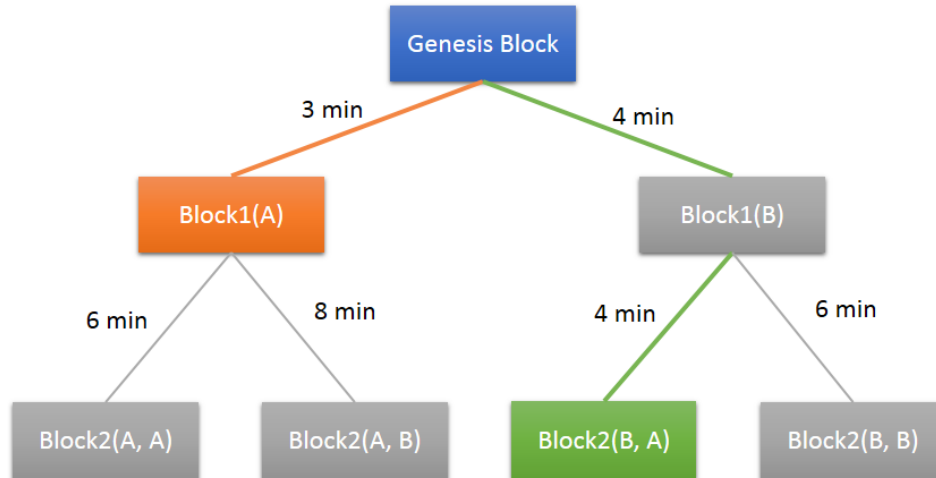 Genesis Block
3 min
4 min
Block1(A)
Block1(B)
6 min
8 min
4 min
6 min
Block2(A, A)
Block2(A, B)
Block2(B, A)
Block2(B, B)